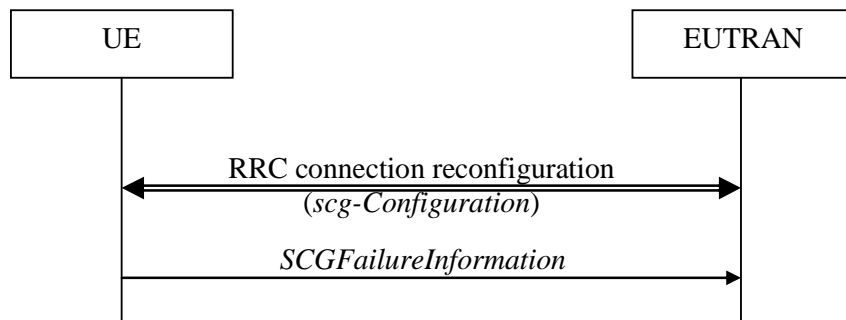 UE
EUTRAN
RRC connection reconfiguration
(scg-Configuration)
SCGFailureInformation